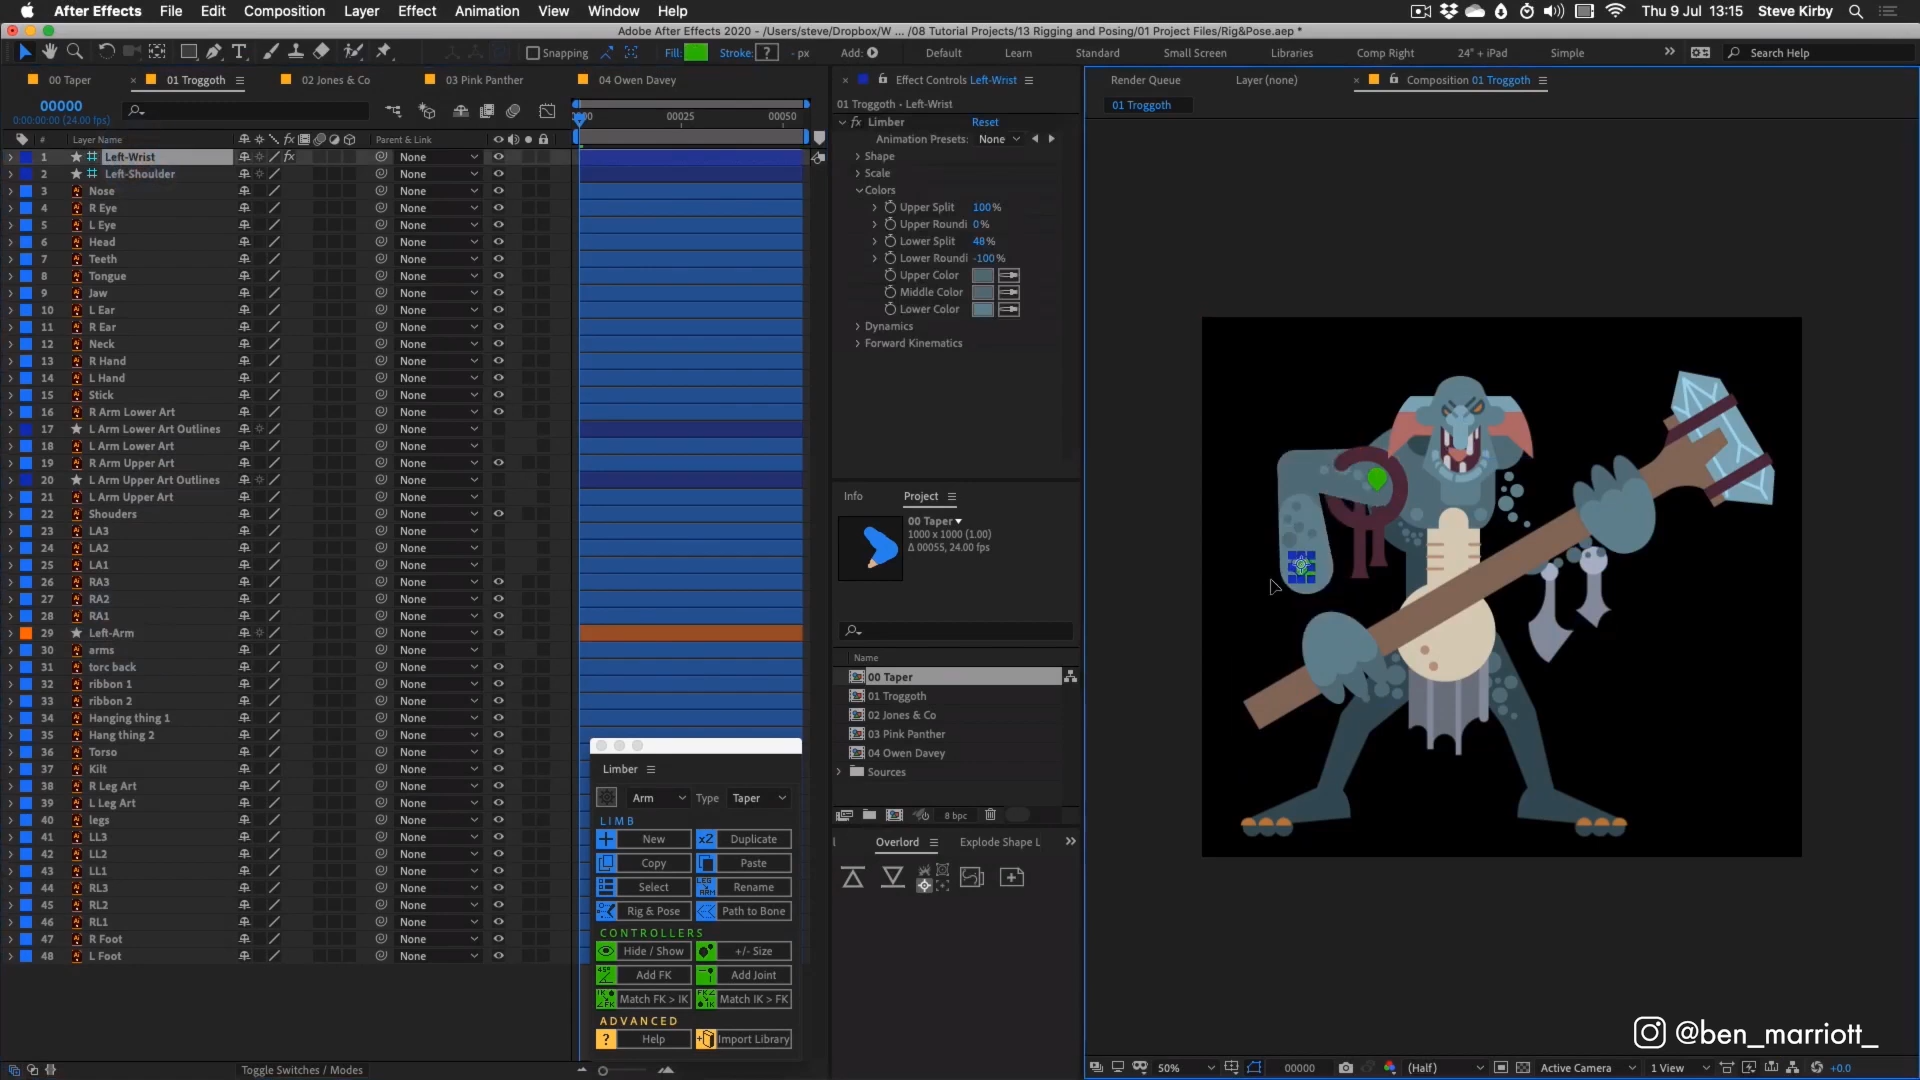 After Effects File Edit Composition Layer Effect Animation View Window Help
Thu 9 Jul 13:15 Steve Kirby
Adobe After Effects 2020 - /Users/steve/Dropbox/W ... /08 Tutorial Projects/13 Rigging and Posing/01 Project Files/Rig&Pose.aep *
Snapping Fill: Stroke: ? - px Add: Default Learn Standard Small Screen Libraries Comp Right 24" + iPad Simple Search Help
00 Taper 01 Troggoth 02 Jones & Co 03 Pink Panther 04 Owen Davey
00000
0:00:00:00 (24.00 fps)
00025 00050
# Layer Name Parent & Link
1 Left-Wrist None
2 Left-Shoulder None
3 Nose None
4 R Eye None
5 L Eye None
6 Head None
7 Teeth None
8 Tongue None
9 Jaw None
10 L Ear None
11 R Ear None
12 Neck None
13 R Hand None
14 L Hand None
15 Stick None
16 R Arm Lower Art None
17 L Arm Lower Art Outlines None
18 L Arm Lower Art None
19 R Arm Upper Art None
20 L Arm Upper Art Outlines None
21 L Arm Upper Art None
22 Shouders None
23 LA3 None
24 LA2 None
25 LA1 None
26 RA3 None
27 RA2 None
28 RA1 None
29 Left-Arm None
30 arms None
31 torc back None
32 ribbon 1 None
33 ribbon 2 None
34 Hanging thing 1 None
35 Hang thing 2 None
36 Torso None
37 Kilt None
38 R Leg Art None
39 L Leg Art None
40 legs None
41 LL3 None
42 LL2 None
43 LL1 None
44 RL3 None
45 RL2 None
46 RL1 None
47 R Foot None
48 L Foot None
Toggle Switches / Modes
Limber
Arm Type Taper
LIMB
New x2 Duplicate
Copy Paste
Select LEG ARM Rename
Rig & Pose Path to Bone
CONTROLLERS
Hide / Show +/- Size
45° Add FK Add Joint
Match FK > IK Match IK > FK
ADVANCED
? Help Import Library
Effect Controls Left-Wrist
01 Troggoth • Left-Wrist
fx Limber Reset
Animation Presets: None
Shape
Scale
Colors
Upper Split 100%
Upper Roundi 0%
Lower Split 48%
Lower Roundi -100%
Upper Color
Middle Color
Lower Color
Dynamics
Forward Kinematics
Info Project
00 Taper
1000 x 1000 (1.00)
Δ 00055, 24.00 fps
Name
00 Taper
01 Troggoth
02 Jones & Co
03 Pink Panther
04 Owen Davey
Sources
8 bpc
Overlord Explode Shape L
Render Queue Layer (none) Composition 01 Troggoth
01 Troggoth
@ben_marriott_
50% 00000 (Half) Active Camera 1 View +0.0